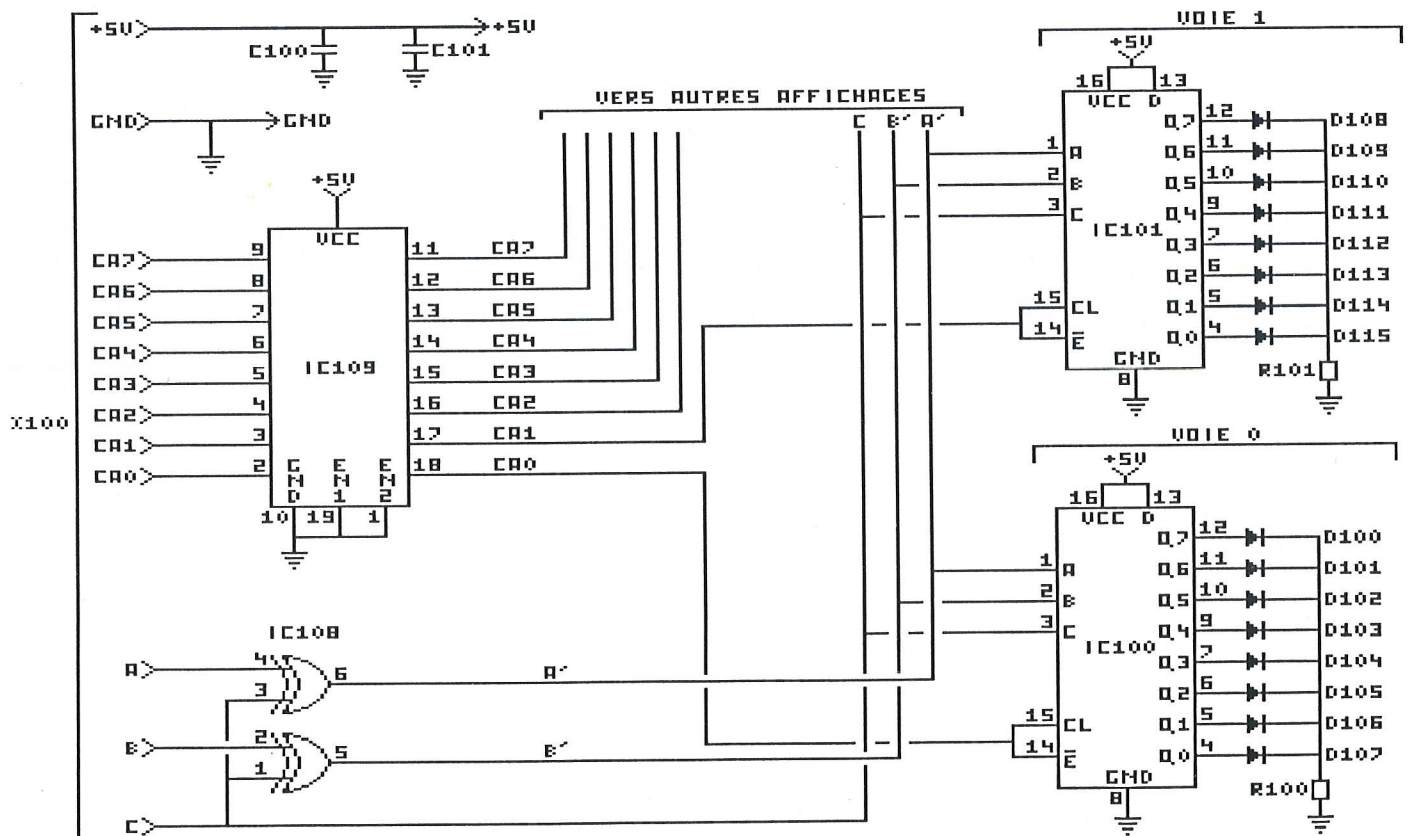 +5V
+5V
C100
C101
GND
GND
VERS AUTRES AFFICHAGES
C B' A'
+5V
VCC
IC109
CA7 9
CA6 8
CA5 7
CA4 6
CA3 5
CA2 4
CA1 3
CA0 2
11 CA7
12 CA6
13 CA5
14 CA4
15 CA3
16 CA2
17 CA1
18 CA0
GND EN1 EN2
10 19 1
X100
IC108
A 4
3
6 A'
B 2
1
5 B'
C
VOIE 1
+5V
16 13
VCC D
1 A
2 B
3 C
IC101
15 CL
14 E
Q7 12 D108
Q6 11 D109
Q5 10 D110
Q4 9 D111
Q3 7 D112
Q2 6 D113
Q1 5 D114
Q0 4 D115
GND
8
R101
VOIE 0
+5V
16 13
VCC D
1 A
2 B
3 C
IC100
15 CL
14 E
Q7 12 D100
Q6 11 D101
Q5 10 D102
Q4 9 D103
Q3 7 D104
Q2 6 D105
Q1 5 D106
Q0 4 D107
GND
8
R100